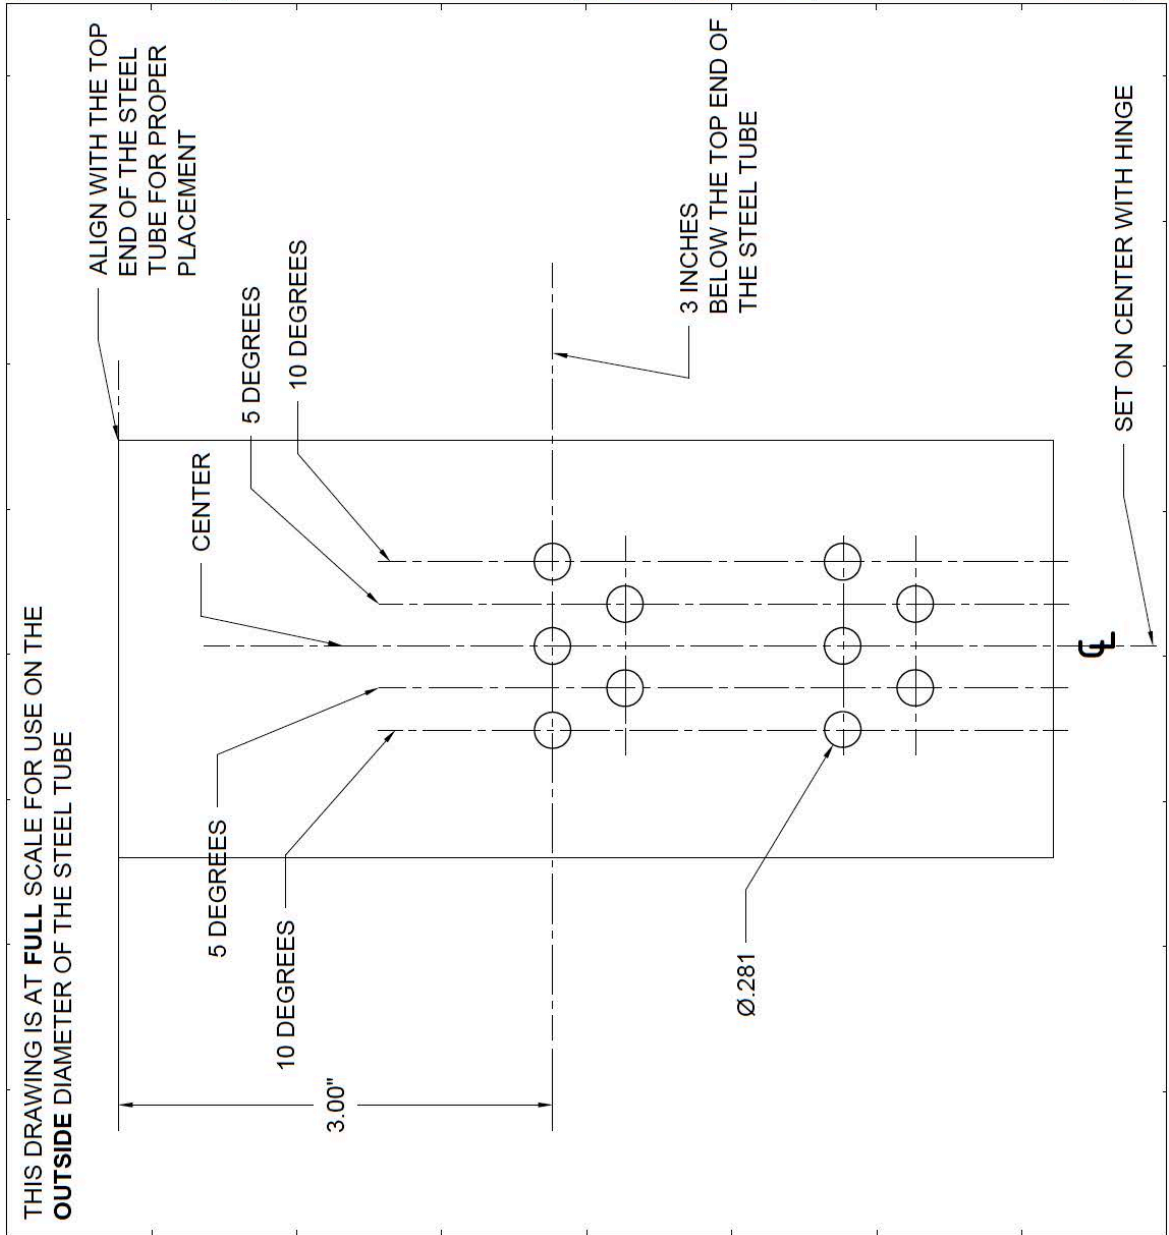 THIS DRAWING IS AT FULL SCALE FOR USE ON THE
OUTSIDE DIAMETER OF THE STEEL TUBE
ALIGN WITH THE TOP
END OF THE STEEL
TUBE FOR PROPER
PLACEMENT
CENTER
5 DEGREES
10 DEGREES
5 DEGREES
10 DEGREES
3.00"
3 INCHES
BELOW THE TOP END OF
THE STEEL TUBE
Ø.281
SET ON CENTER WITH HINGE